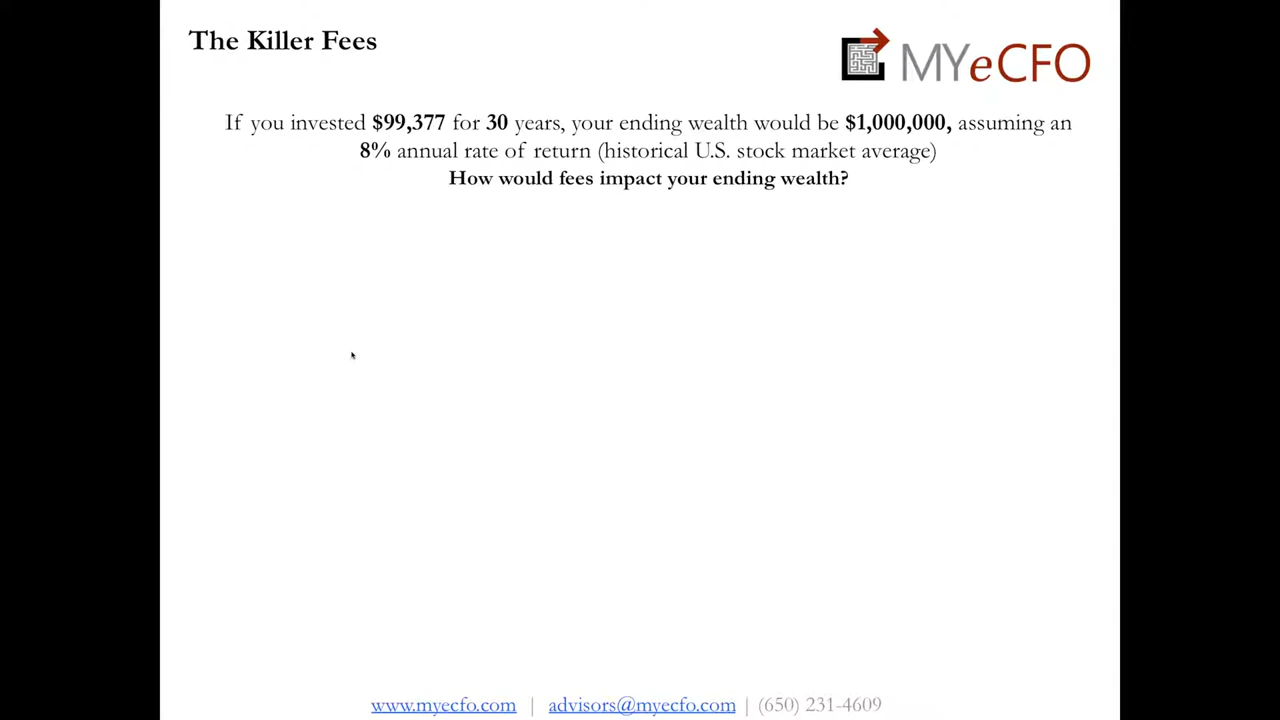 The Killer Fees
MYeCFO
If you invested $99,377 for 30 years, your ending wealth would be $1,000,000, assuming an
8% annual rate of return (historical U.S. stock market average)
How would fees impact your ending wealth?
www.myecfo.com | advisors@myecfo.com | (650) 231-4609